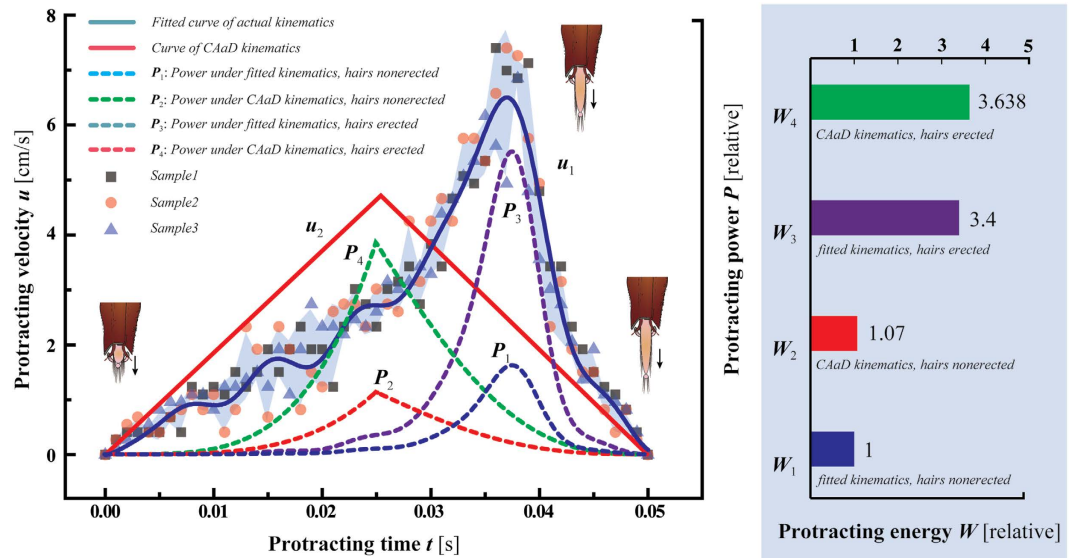 8
6
4
2
0
Protracting velocity u [cm/s]
Fitted curve of actual kinematics
Curve of CAaD kinematics
P₁: Power under fitted kinematics, hairs nonerected
P₂: Power under CAaD kinematics, hairs nonerected
P₃: Power under fitted kinematics, hairs erected
P₄: Power under CAaD kinematics, hairs erected
Sample1
Sample2
Sample3
u₁
u₂
P₃
P₄
P₁
P₂
0.00 0.01 0.02 0.03 0.04 0.05
Protracting time t [s]
Protracting power P [relative]
1 2 3 4 5
W₄
3.638
CAaD kinematics, hairs erected
W₃
3.4
fitted kinematics, hairs erected
W₂
1.07
CAaD kinematics, hairs nonerected
W₁
1
fitted kinematics, hairs nonerected
Protracting energy W [relative]